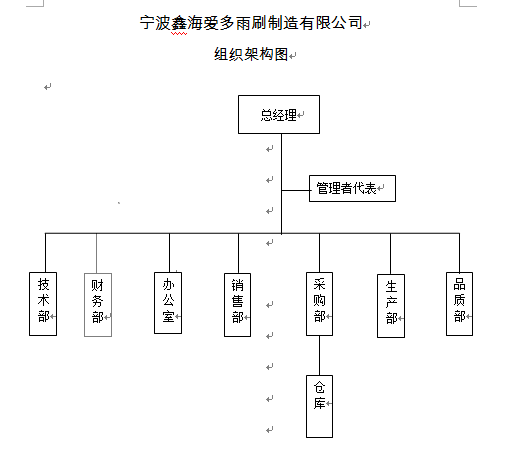 宁波鑫海爱多雨刷制造有限公司
组织架构图
总经理
管理者代表
技术部
财务部
办公室
销售部
采购部
生产部
品质部
仓库